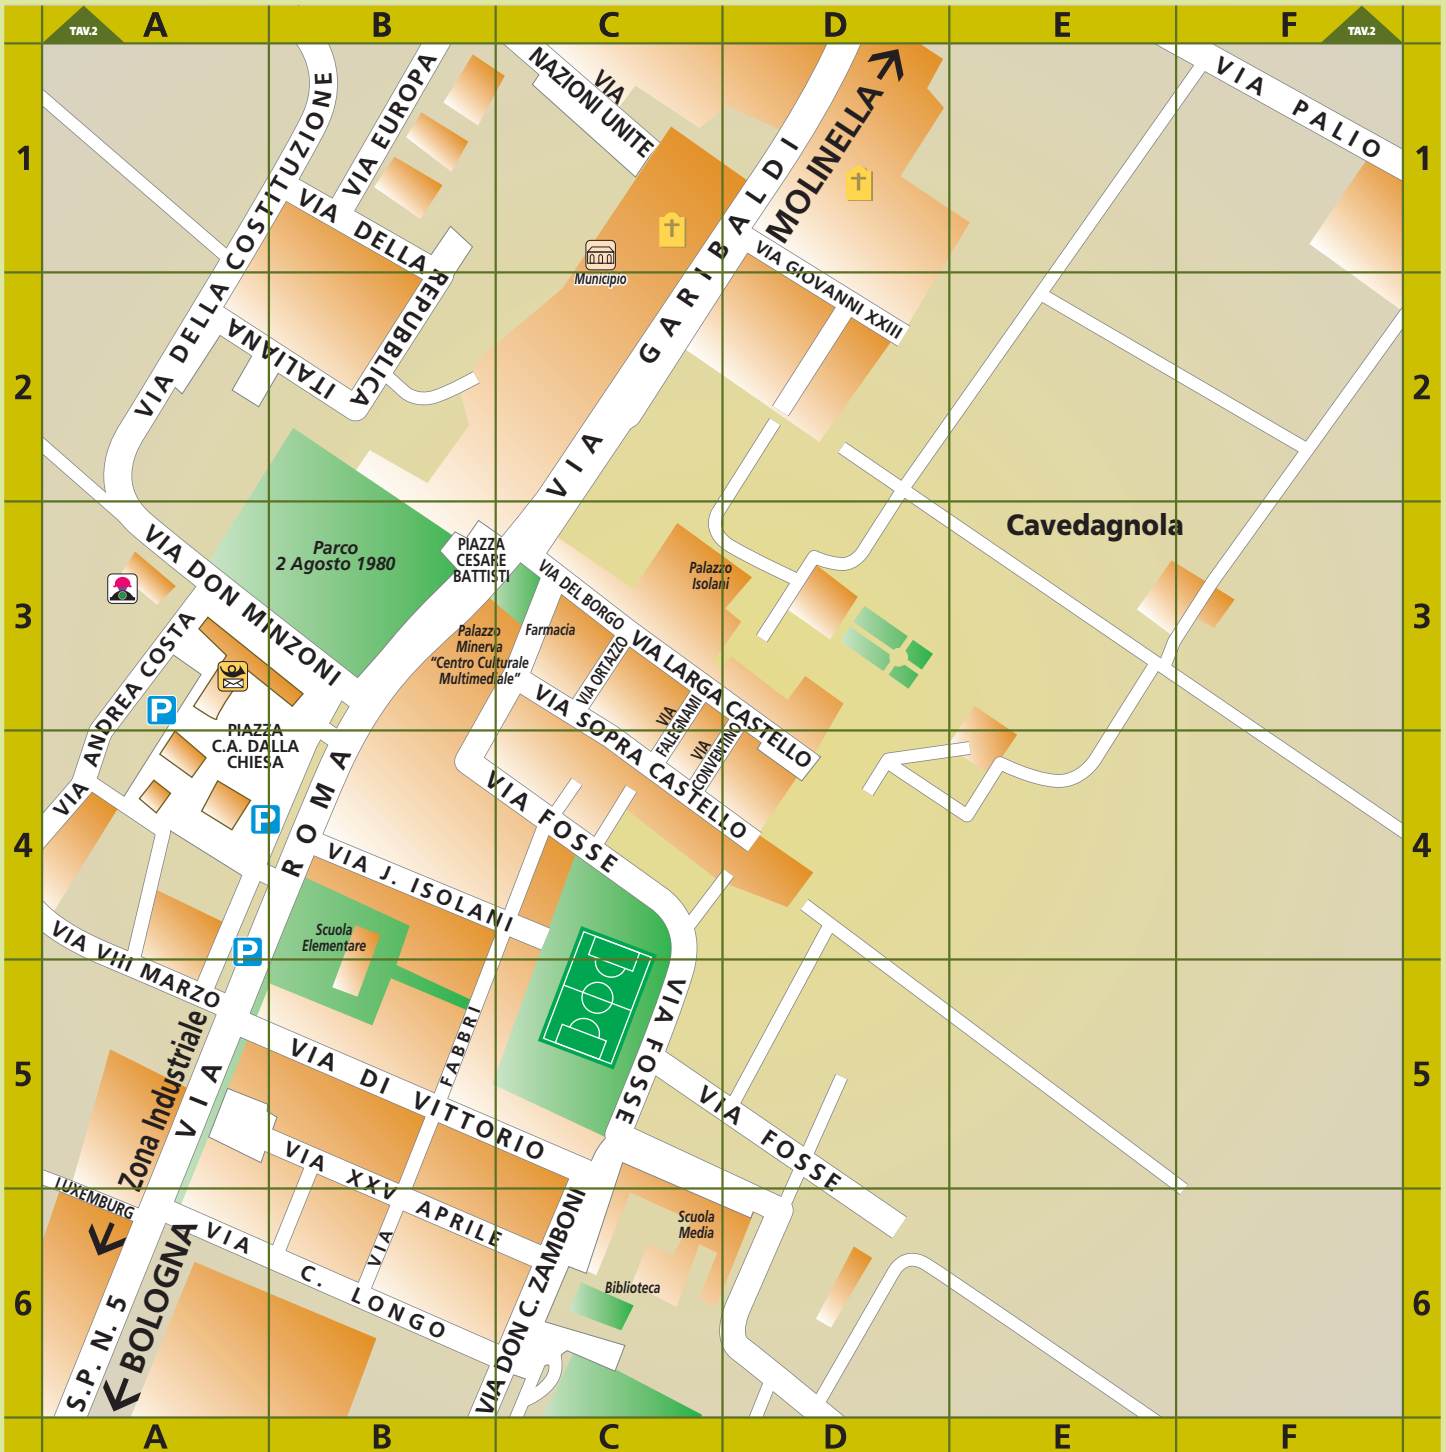 TAV.2
A
B
C
D
E
F
TAV.2
1
1
2
2
3
3
4
4
5
5
6
6
A
B
C
D
E
F
VIA DELLA COSTITUZIONE
VIA EUROPA
VIA
NAZIONI UNITE
VIA DELLA REPUBBLICA
ITALIANA
Municipio
VIA GARIBALDI
MOLINELLA
VIA GIOVANNI XXIII
VIA PALIO
Cavedagnola
Parco
2 Agosto 1980
PIAZZA
CESARE
BATTISTI
VIA DON MINZONI
VIA ANDREA COSTA
P
PIAZZA
C.A. DALLA
CHIESA
P
P
Palazzo
Isolani
VIA DEL BORGO
Farmacia
Palazzo
Minerva
“Centro Culturale
Multimediale”
VIA ORTAZZO
VIA LARGA CASTELLO
VIA
FALEGNAMI
VIA
CONVENTINO
VIA SOPRA CASTELLO
VIA FOSSE
VIA ROMA
VIA J. ISOLANI
Scuola
Elementare
VIA VIII MARZO
Zona Industriale
LUXEMBURG
VIA FABBRI
VIA DI VITTORIO
VIA XXV APRILE
VIA C. LONGO
VIA FOSSE
VIA FOSSE
Scuola
Media
Biblioteca
VIA DON C. ZAMBONI
S.P. N. 5
BOLOGNA